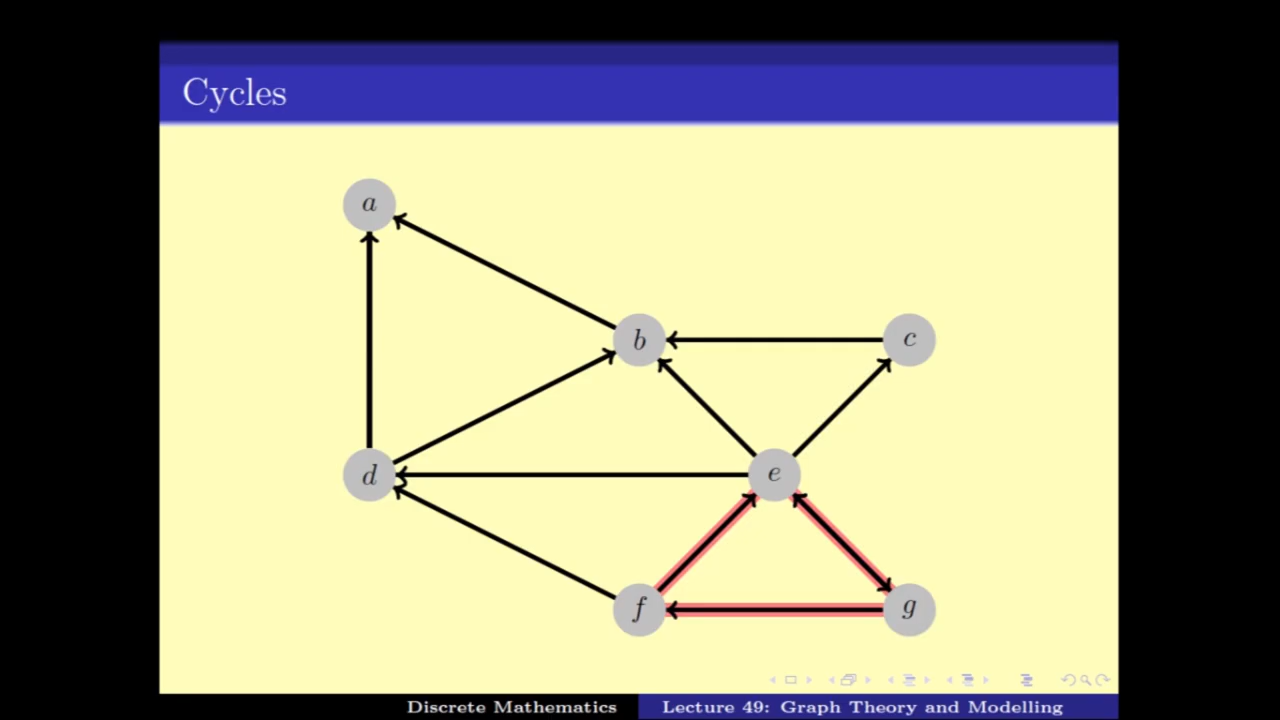 Cycles
a
b
c
d
e
f
g
Discrete Mathematics
Lecture 49: Graph Theory and Modelling